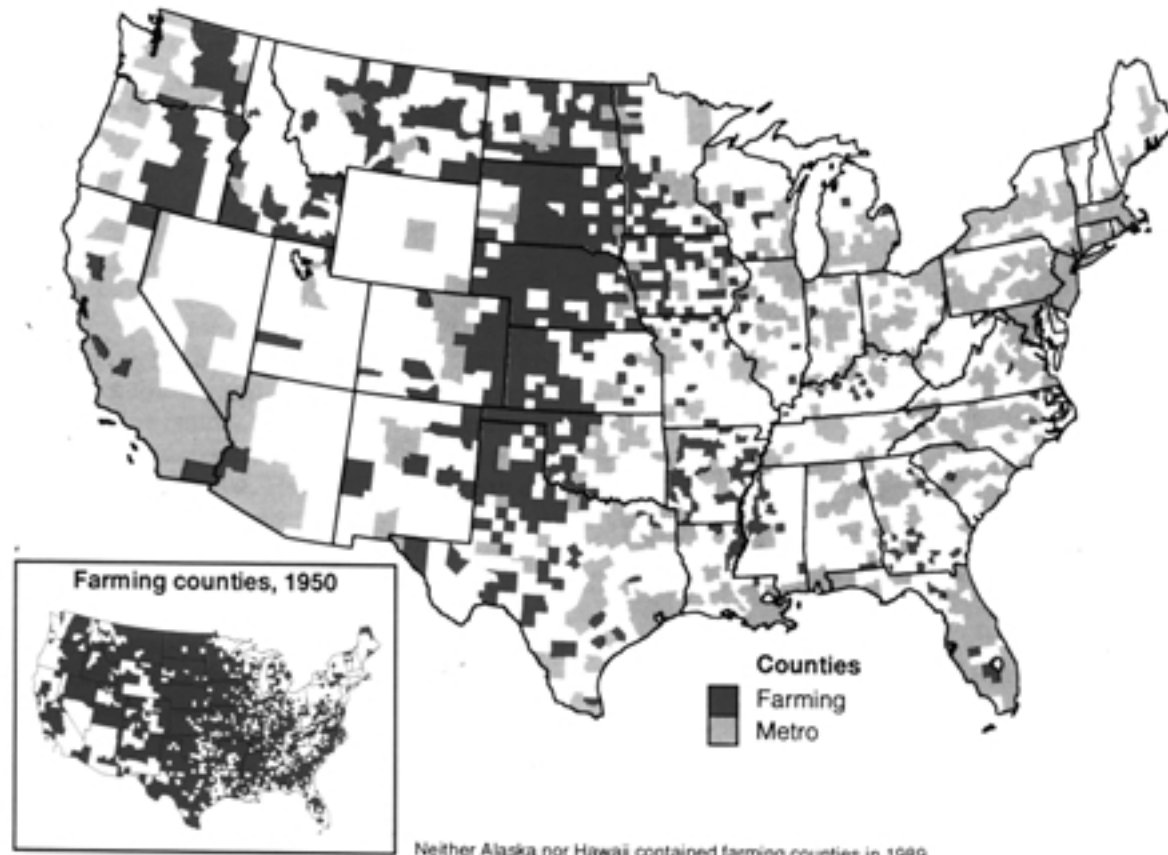 Farming counties, 1950
Counties
Farming
Metro
Neither Alaska nor Hawaii contained farming counties in 1989